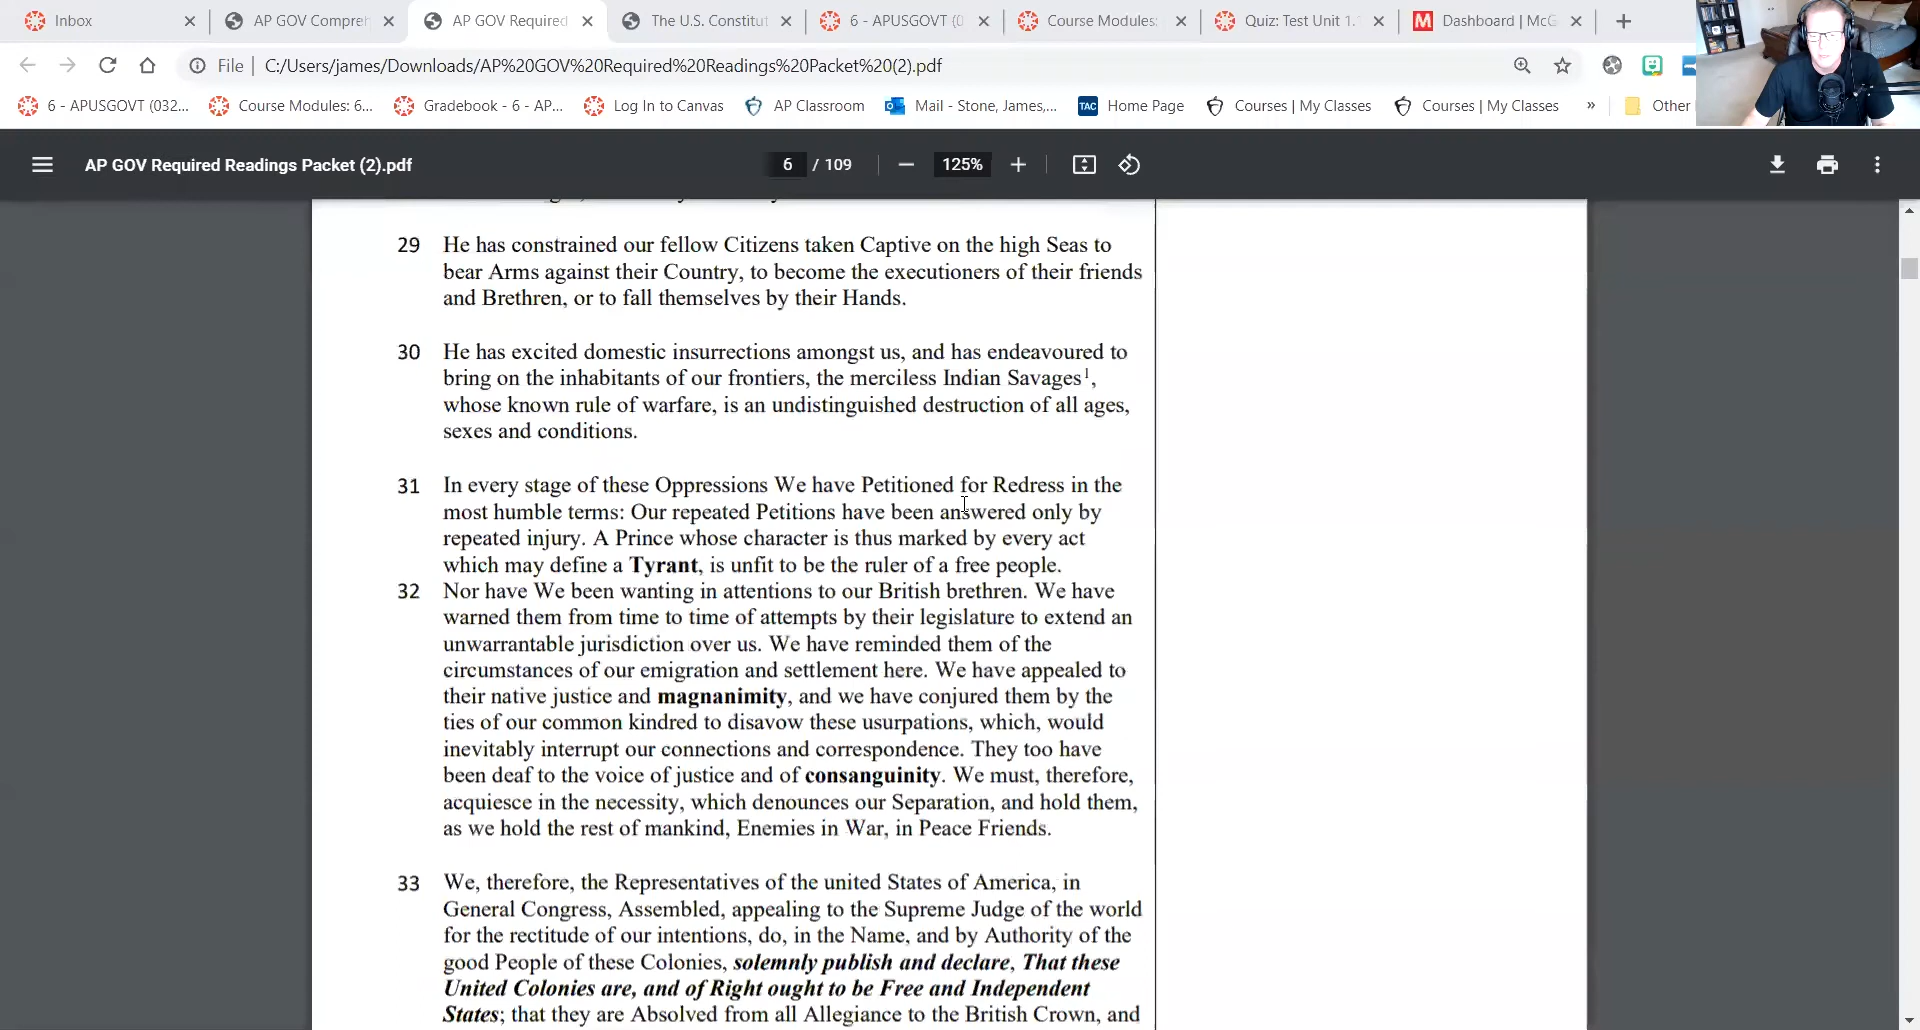 Inbox
AP GOV Compreh
AP GOV Required
The U.S. Constitut
6 - APUSGOVT (0
Course Modules:
Quiz: Test Unit 1.
Dashboard | McG
File
C:/Users/james/Downloads/AP%20GOV%20Required%20Readings%20Packet%20(2).pdf
6 - APUSGOVT (032...
Course Modules: 6...
Gradebook - 6 - AP...
Log In to Canvas
AP Classroom
Mail - Stone, James,...
TAC Home Page
Courses | My Classes
Courses | My Classes
»
Other
AP GOV Required Readings Packet (2).pdf
6 / 109
125%
29 He has constrained our fellow Citizens taken Captive on the high Seas to
bear Arms against their Country, to become the executioners of their friends
and Brethren, or to fall themselves by their Hands.
30 He has excited domestic insurrections amongst us, and has endeavoured to
bring on the inhabitants of our frontiers, the merciless Indian Savages¹,
whose known rule of warfare, is an undistinguished destruction of all ages,
sexes and conditions.
31 In every stage of these Oppressions We have Petitioned for Redress in the
most humble terms: Our repeated Petitions have been answered only by
repeated injury. A Prince whose character is thus marked by every act
which may define a Tyrant, is unfit to be the ruler of a free people.
32 Nor have We been wanting in attentions to our British brethren. We have
warned them from time to time of attempts by their legislature to extend an
unwarrantable jurisdiction over us. We have reminded them of the
circumstances of our emigration and settlement here. We have appealed to
their native justice and magnanimity, and we have conjured them by the
ties of our common kindred to disavow these usurpations, which, would
inevitably interrupt our connections and correspondence. They too have
been deaf to the voice of justice and of consanguinity. We must, therefore,
acquiesce in the necessity, which denounces our Separation, and hold them,
as we hold the rest of mankind, Enemies in War, in Peace Friends.
33 We, therefore, the Representatives of the united States of America, in
General Congress, Assembled, appealing to the Supreme Judge of the world
for the rectitude of our intentions, do, in the Name, and by Authority of the
good People of these Colonies, solemnly publish and declare, That these
United Colonies are, and of Right ought to be Free and Independent
States; that they are Absolved from all Allegiance to the British Crown, and